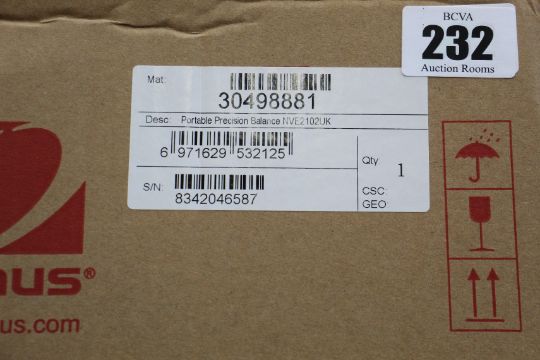 BCVA
232
Auction Rooms
Mat:
30498881
Desc: Portable Precision Balance NVE2102UK
6 971629 532125
Qty
1
S/N:
8342046587
CSC:
GEO:
us®
us.com